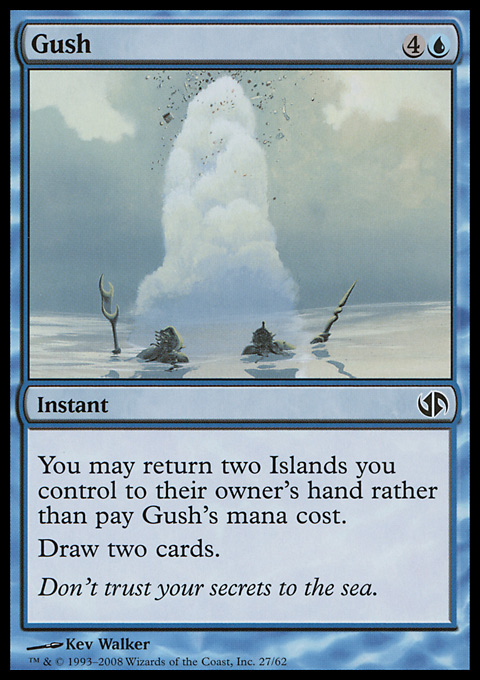 Gush 4
Instant
You may return two Islands you
control to their owner's hand rather
than pay Gush's mana cost.
Draw two cards.
Don't trust your secrets to the sea.
Kev Walker
™ & © 1993–2008 Wizards of the Coast, Inc. 27/62